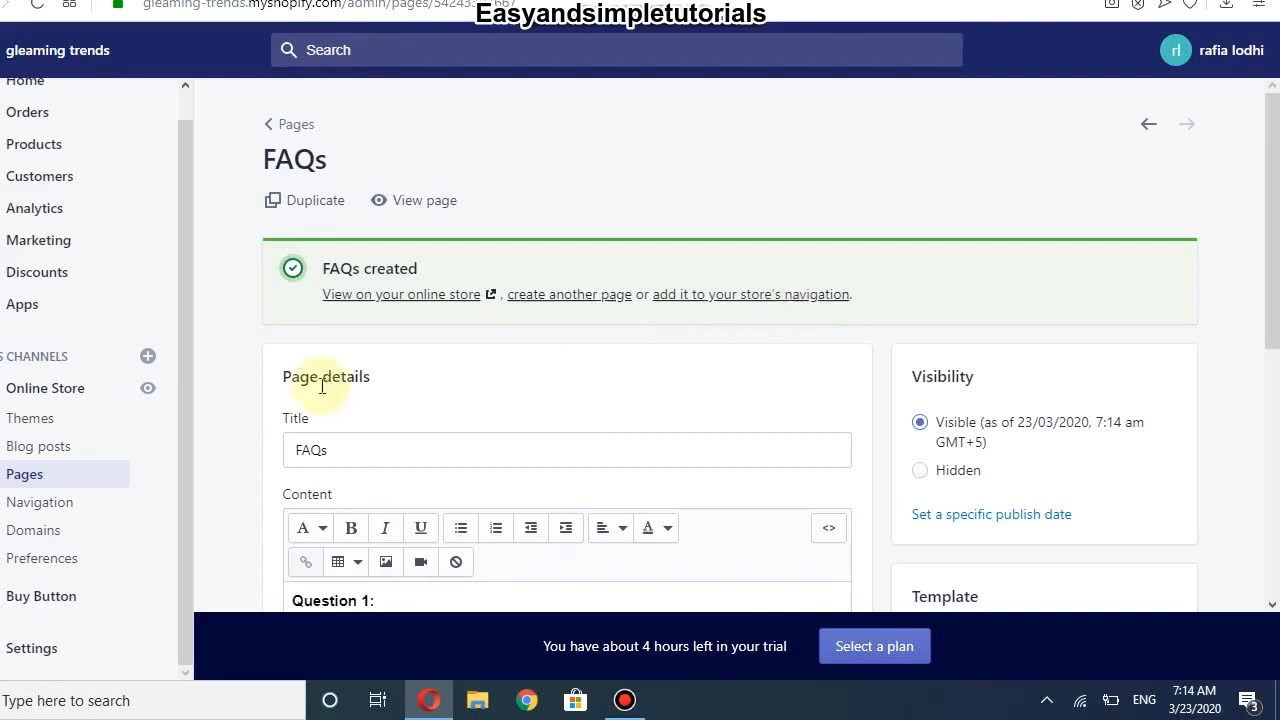 gleaming-trends.myshopify.com/admin/pages/
Easyandsimpletutorials
gleaming trends
Search
rl
rafia lodhi
Home
Orders
Products
Customers
Analytics
Marketing
Discounts
Apps
S CHANNELS
Online Store
Themes
Blog posts
Pages
Navigation
Domains
Preferences
Buy Button
Settings
Pages
FAQs
Duplicate
View page
FAQs created
View on your online store , create another page or add it to your store's navigation.
Page details
Title
FAQs
Content
A B I U A <>
Question 1:
Visibility
Visible (as of 23/03/2020, 7:14 am
GMT+5)
Hidden
Set a specific publish date
Template
You have about 4 hours left in your trial
Select a plan
Type here to search
ENG
7:14 AM
3/23/2020
3